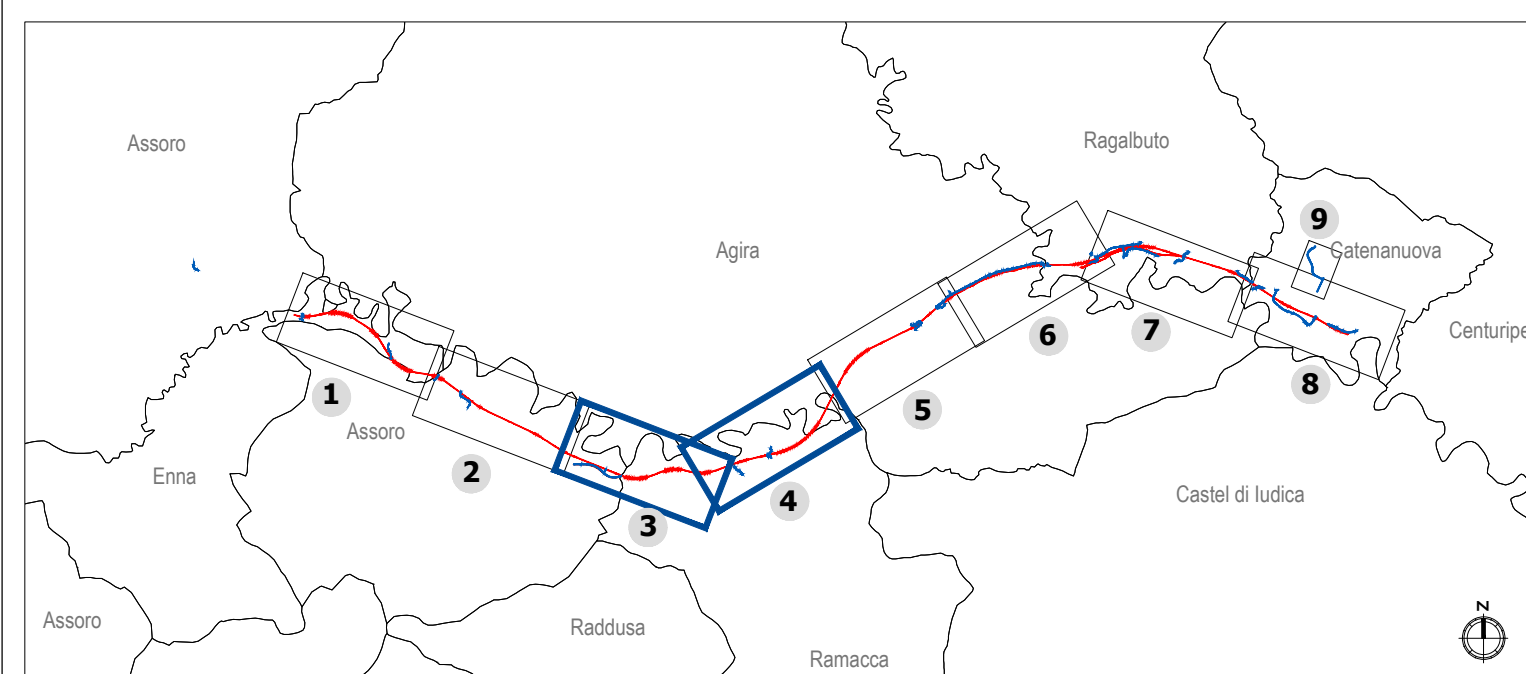 Assoro
Ragalbuto
9
Agira
Catenanuova
Centuripe
6
7
8
1
5
Assoro
2
Enna
4
Castel di Iudica
3
N
Assoro
Raddusa
Ramacca